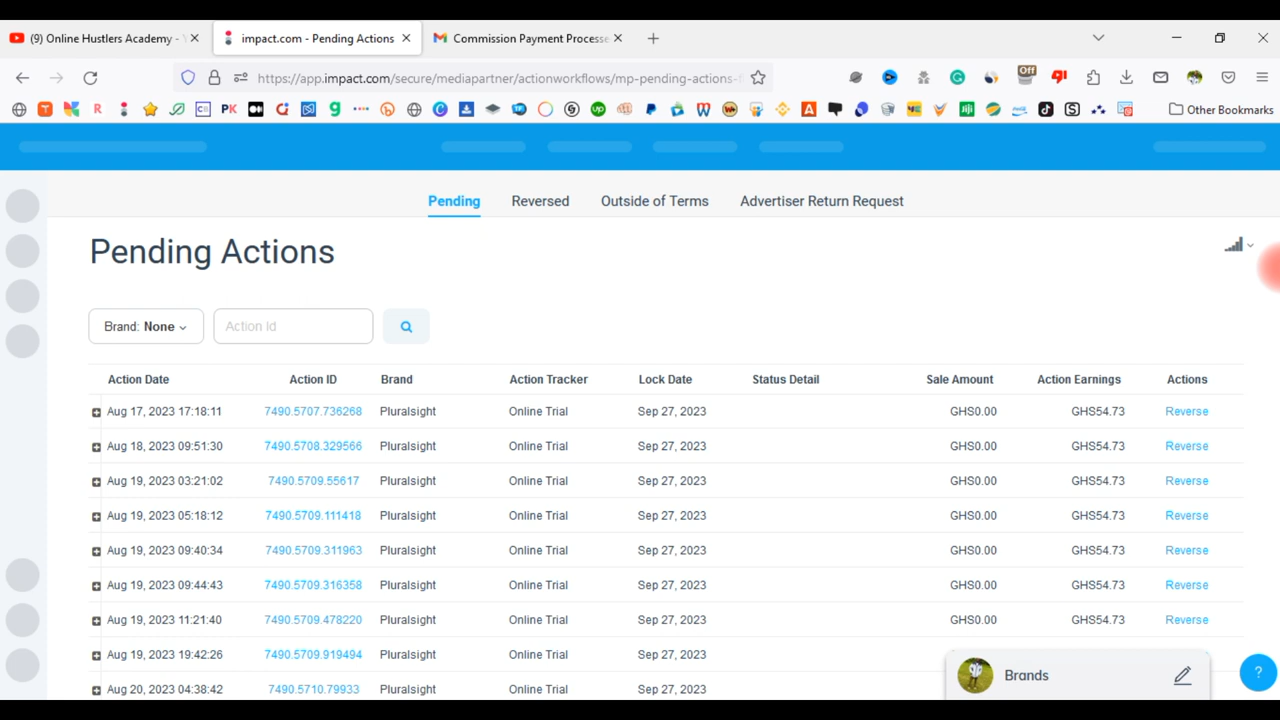 (9) Online Hustlers Academy - Y
impact.com - Pending Actions
Commission Payment Processe
https://app.impact.com/secure/mediapartner/actionworkflows/mp-pending-actions-
Off
Other Bookmarks
Pending Reversed Outside of Terms Advertiser Return Request
Pending Actions
Brand: None
Action Id
Action Date Action ID Brand Action Tracker Lock Date Status Detail Sale Amount Action Earnings Actions
Aug 17, 2023 17:18:11 7490.5707.736268 Pluralsight Online Trial Sep 27, 2023 GHS0.00 GHS54.73 Reverse
Aug 18, 2023 09:51:30 7490.5708.329566 Pluralsight Online Trial Sep 27, 2023 GHS0.00 GHS54.73 Reverse
Aug 19, 2023 03:21:02 7490.5709.55617 Pluralsight Online Trial Sep 27, 2023 GHS0.00 GHS54.73 Reverse
Aug 19, 2023 05:18:12 7490.5709.111418 Pluralsight Online Trial Sep 27, 2023 GHS0.00 GHS54.73 Reverse
Aug 19, 2023 09:40:34 7490.5709.311963 Pluralsight Online Trial Sep 27, 2023 GHS0.00 GHS54.73 Reverse
Aug 19, 2023 09:44:43 7490.5709.316358 Pluralsight Online Trial Sep 27, 2023 GHS0.00 GHS54.73 Reverse
Aug 19, 2023 11:21:40 7490.5709.478220 Pluralsight Online Trial Sep 27, 2023 GHS0.00 GHS54.73 Reverse
Aug 19, 2023 19:42:26 7490.5709.919494 Pluralsight Online Trial Sep 27, 2023
Aug 20, 2023 04:38:42 7490.5710.79933 Pluralsight Online Trial Sep 27, 2023
Brands
?